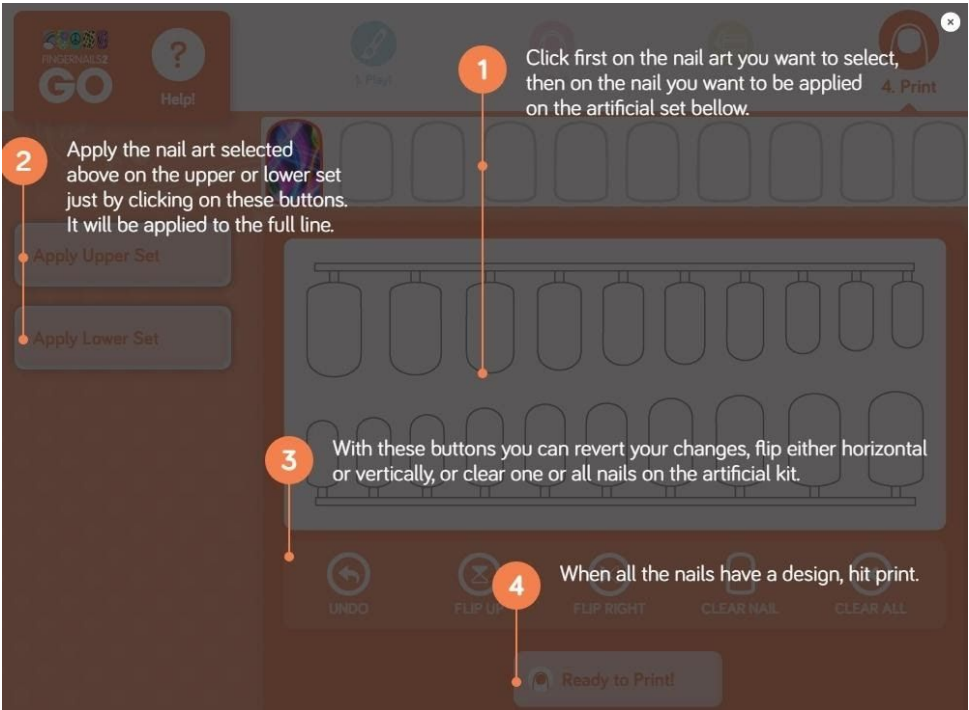 FINGERNAILS2
GO
?
Help!
1. Play!
4. Print
×
1
Click first on the nail art you want to select,
then on the nail you want to be applied
on the artificial set bellow.
2
Apply the nail art selected
above on the upper or lower set
just by clicking on these buttons.
It will be applied to the full line.
Apply Upper Set
Apply Lower Set
3
With these buttons you can revert your changes, flip either horizontal
or vertically, or clear one or all nails on the artificial kit.
UNDO
FLIP UP
FLIP RIGHT
CLEAR NAIL
CLEAR ALL
4
When all the nails have a design, hit print.
Ready to Print!